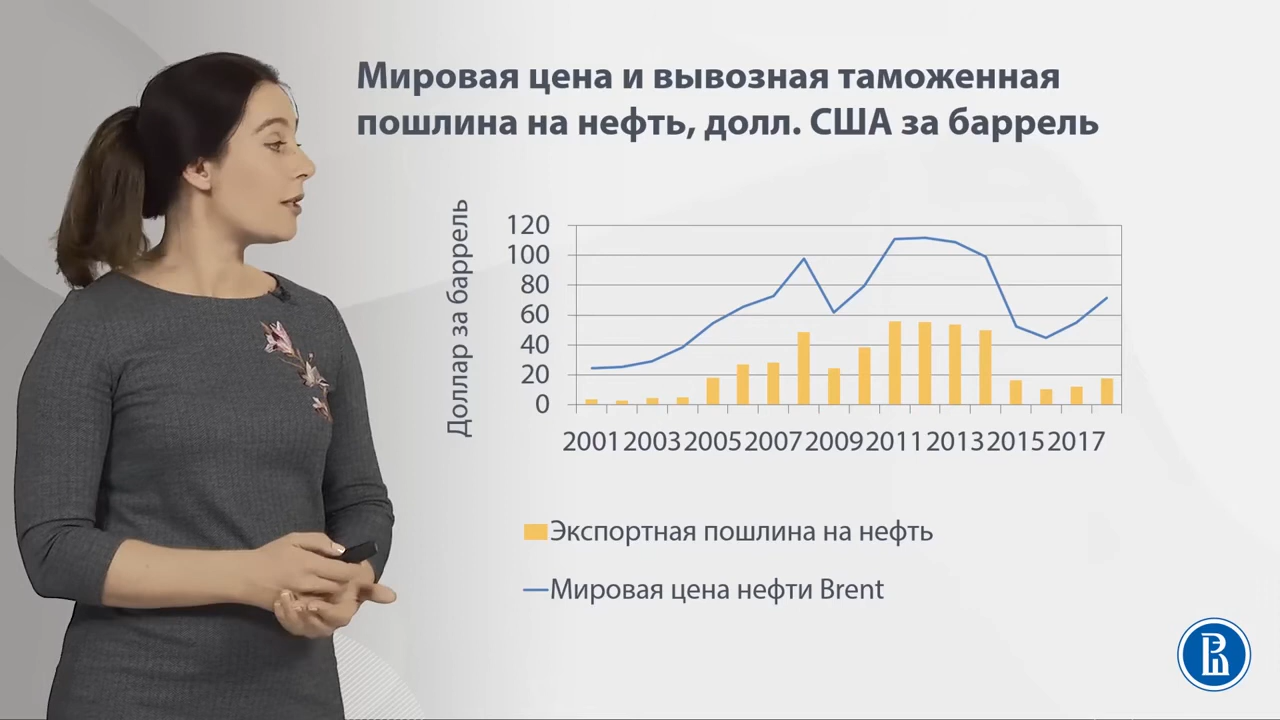 Мировая цена и вывозная таможенная
пошлина на нефть, долл. США за баррель
Доллар за баррель
120
100
80
60
40
20
0
2001 2003 2005 2007 2009 2011 2013 2015 2017
Экспортная пошлина на нефть
Мировая цена нефти Brent
ВШЭ